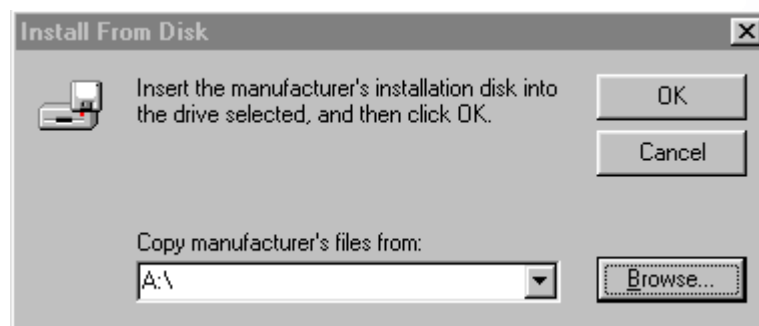 Install From Disk
Insert the manufacturer's installation disk into
the drive selected, and then click OK.
OK
Cancel
Copy manufacturer's files from:
A:\
Browse...